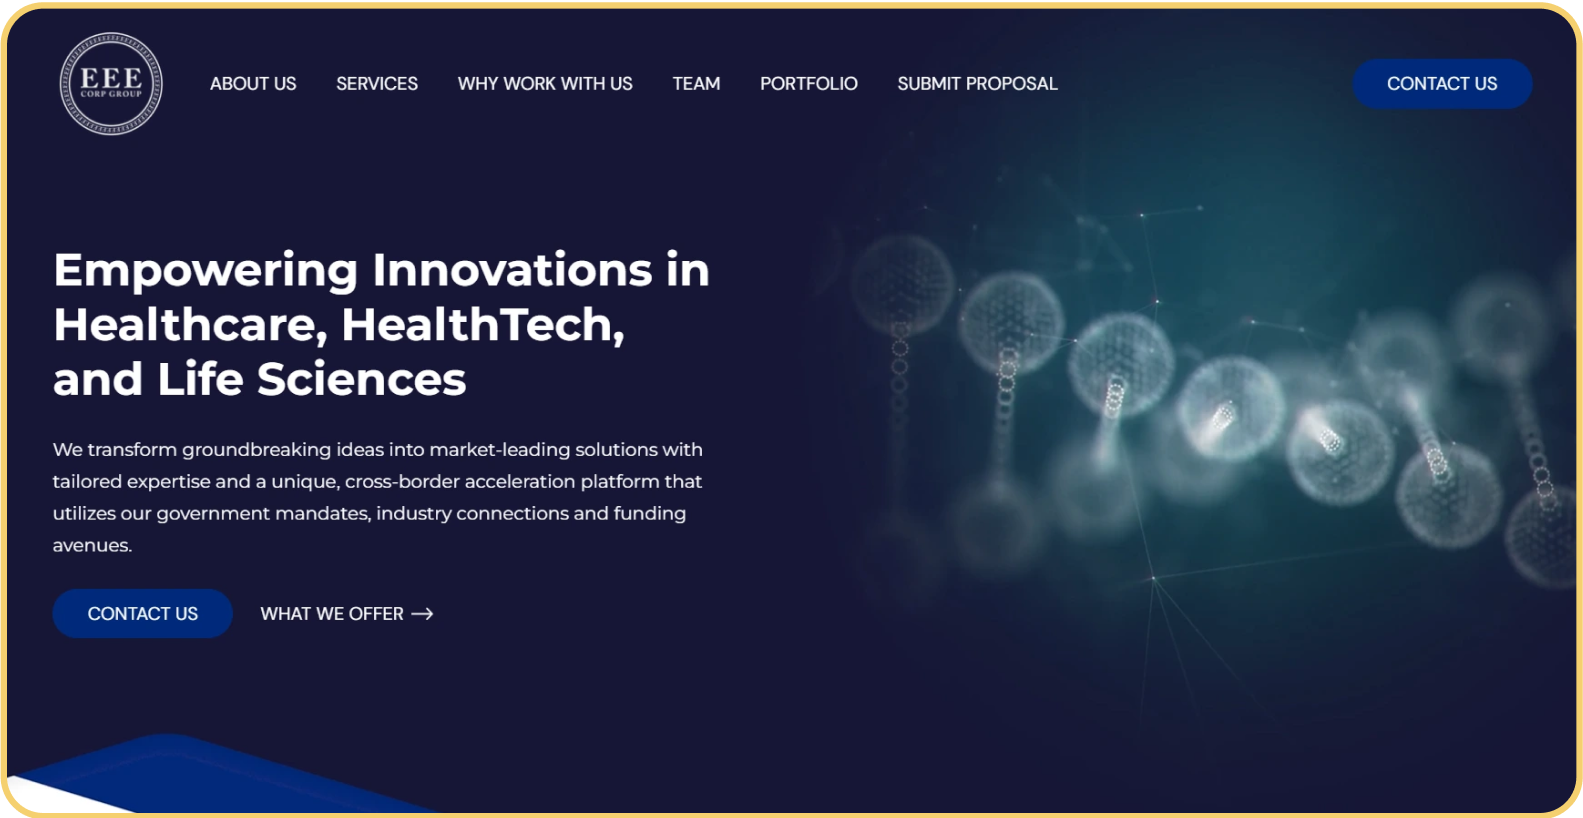 EEE
CORP GROUP
ABOUT US
SERVICES
WHY WORK WITH US
TEAM
PORTFOLIO
SUBMIT PROPOSAL
CONTACT US
Empowering Innovations in
Healthcare, HealthTech,
and Life Sciences
We transform groundbreaking ideas into market-leading solutions with
tailored expertise and a unique, cross-border acceleration platform that
utilizes our government mandates, industry connections and funding
avenues.
CONTACT US
WHAT WE OFFER →